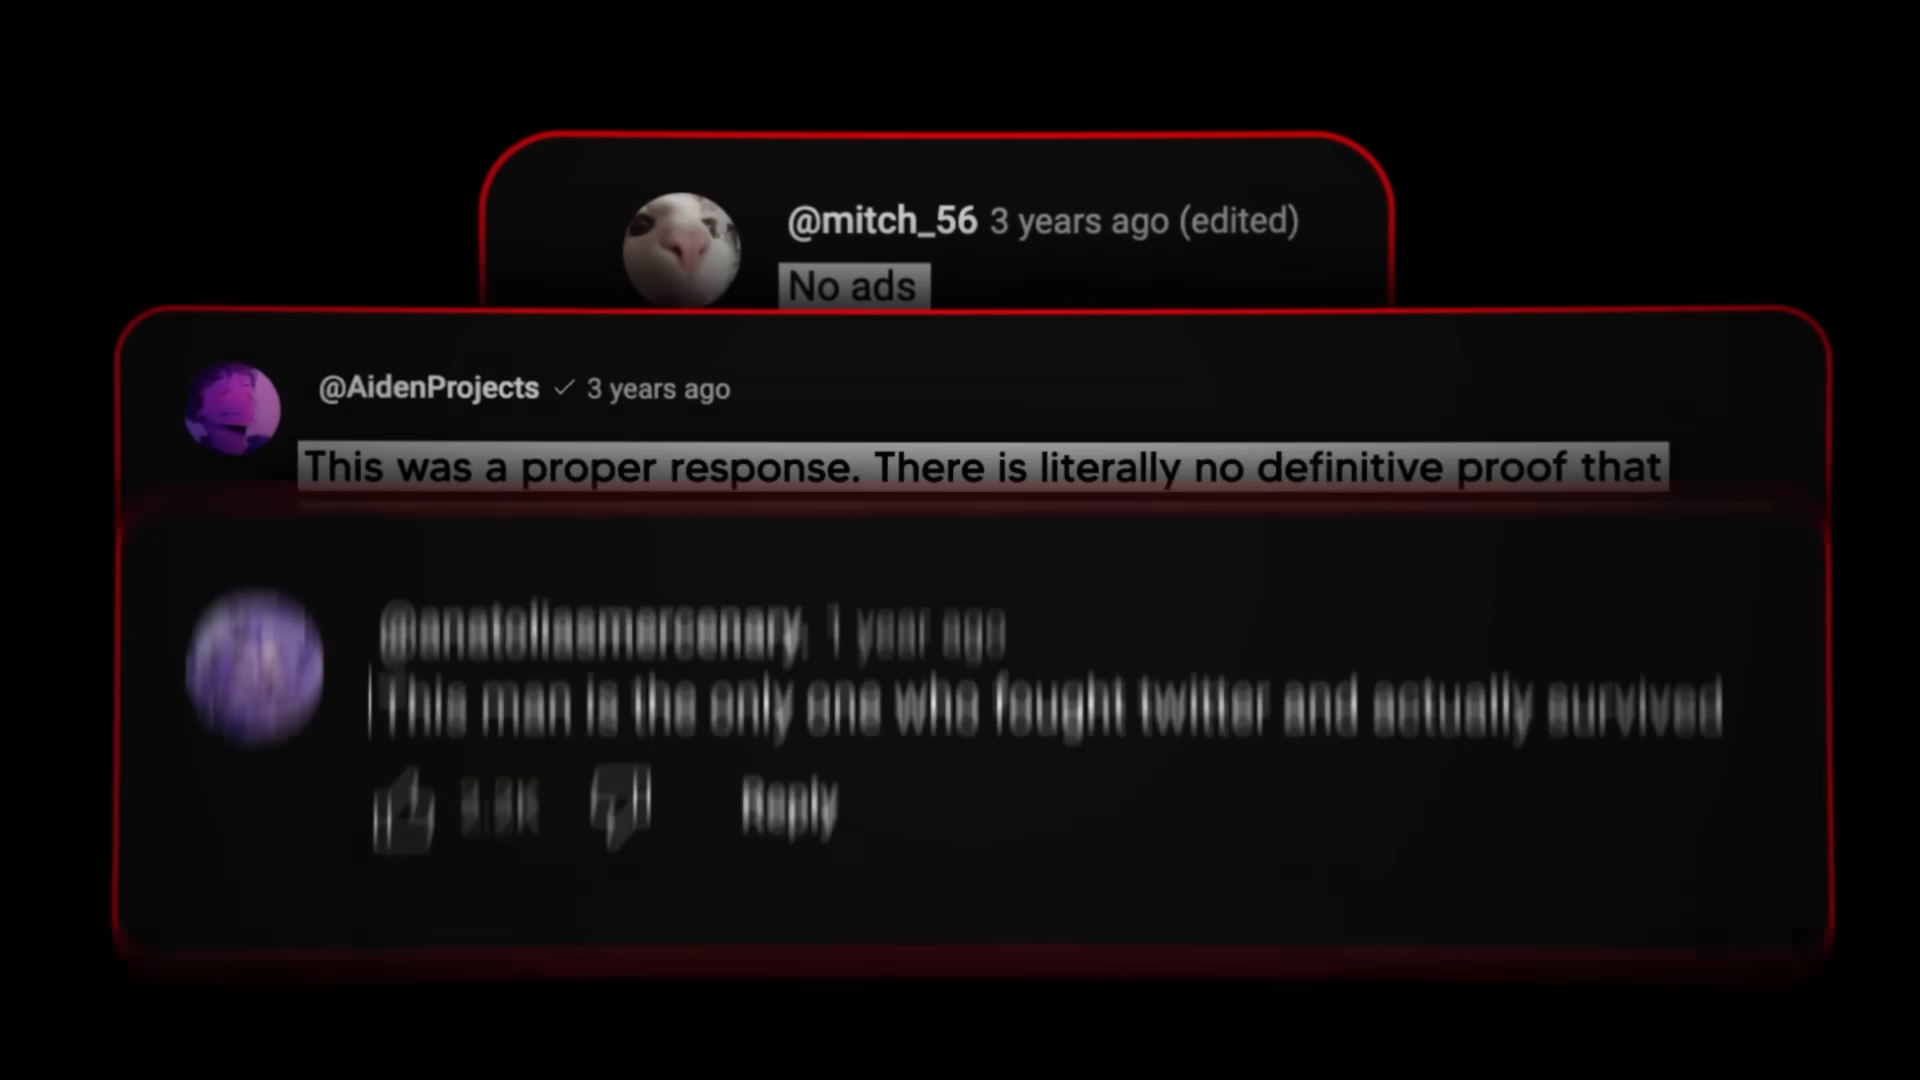 @mitch_56 3 years ago (edited)
No ads
@AidenProjects 3 years ago
This was a proper response. There is literally no definitive proof that
@anatoliasmercenary 1 year ago
This man is the only one who fought twitter and actually survived
Reply